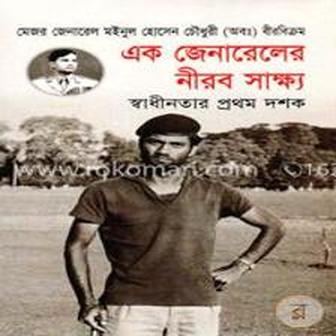 মেজর জেনারেল মইনুল হোসেন চৌধুরী (অবঃ) বীরবিক্রম
এক জেনারেলের
নীরব সাক্ষ্য
স্বাধীনতার প্রথম দশক
www.rokomari.com
র